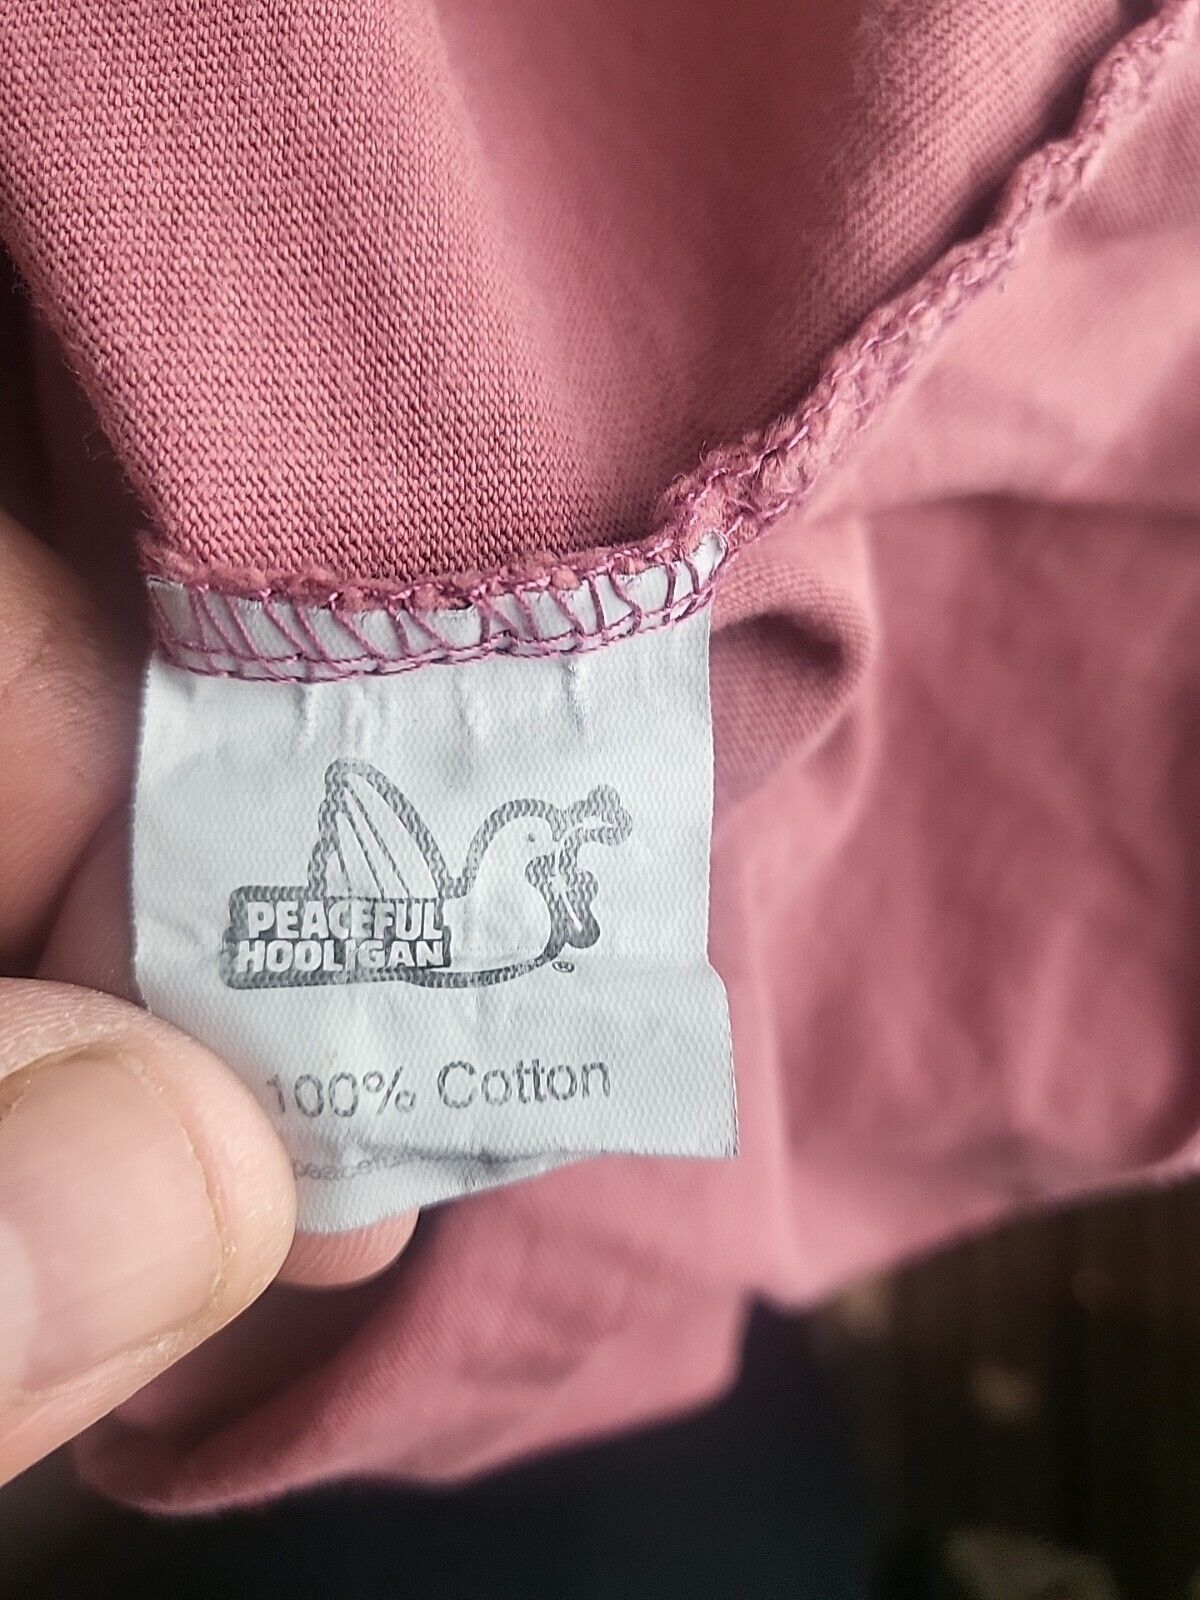 PEACEFUL
HOOLIGAN
®
100% Cotton